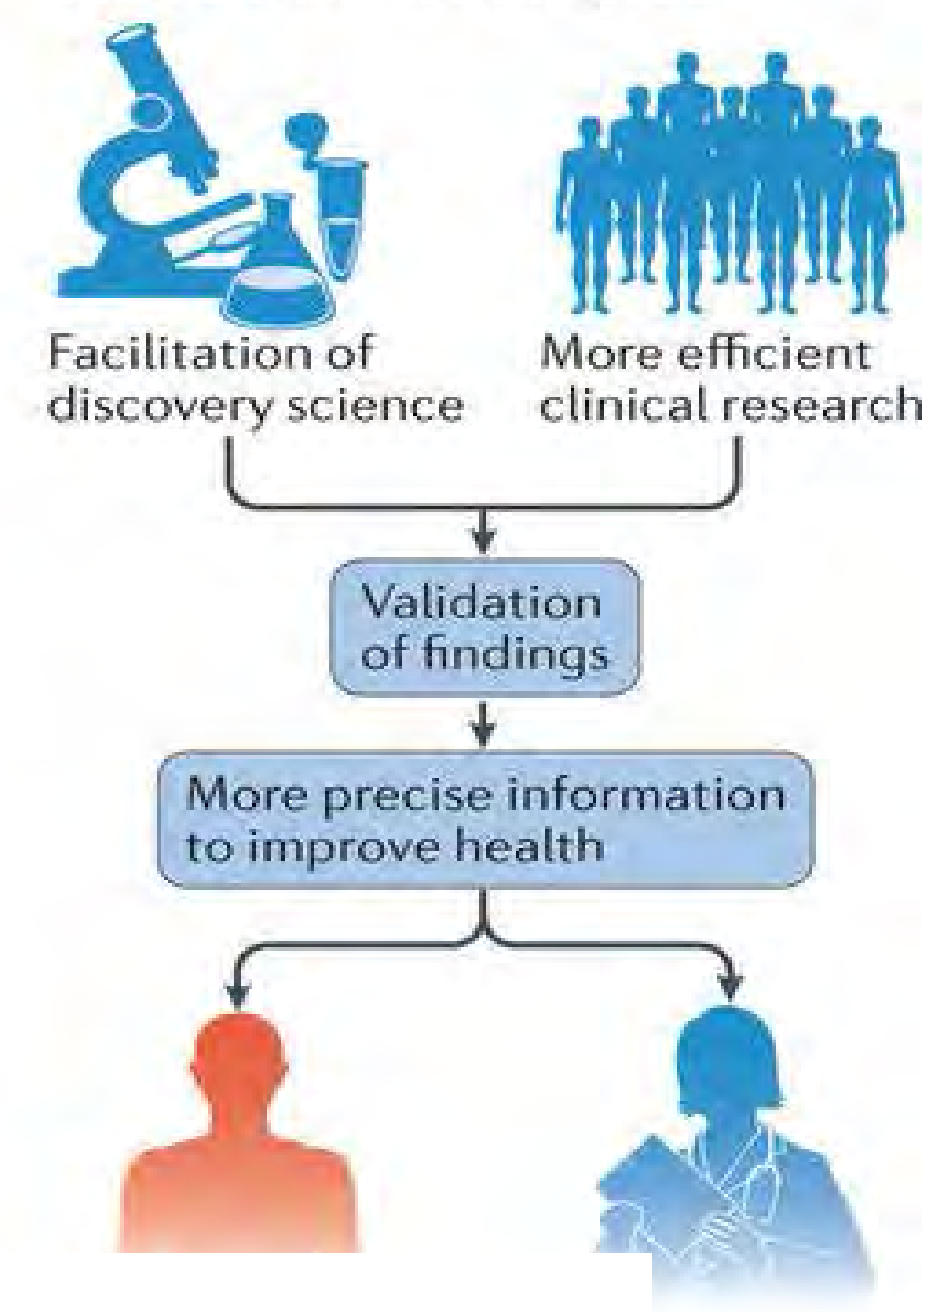 Facilitation of
discovery science
More efficient
clinical research
Validation
of findings
More precise information
to improve health